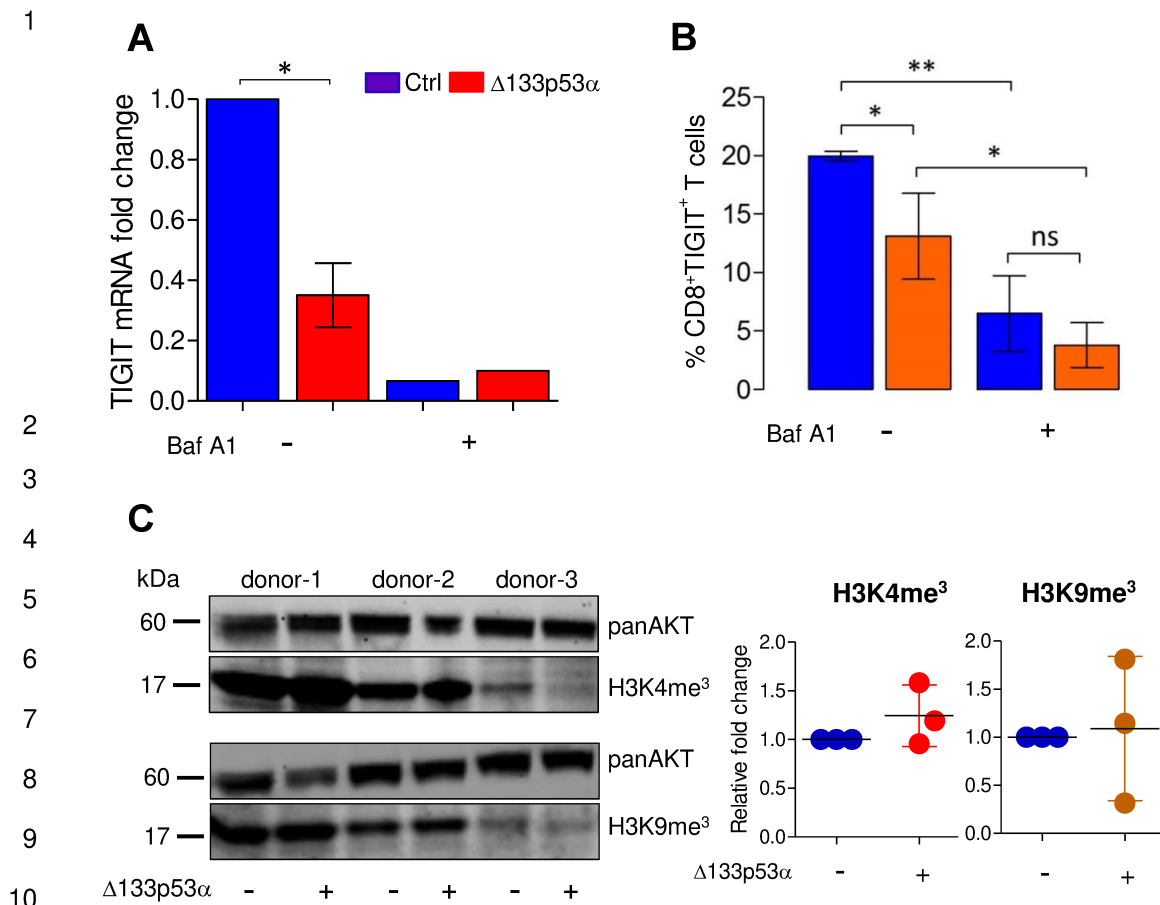 1
A
B
*
Ctrl
Δ133p53α
TIGIT mRNA fold change
1.0
0.8
0.6
0.4
0.2
0.0
Baf A1
-
+
% CD8⁺TIGIT⁺ T cells
25
20
15
10
5
0
**
*
*
ns
Baf A1
-
+
2
3
C
4
5
6
7
8
9
10
kDa
donor-1
donor-2
donor-3
60
panAKT
17
H3K4me³
60
panAKT
17
H3K9me³
Δ133p53α
- + - + - +
H3K4me³
Relative fold change
2.0
1.5
1.0
0.5
0.0
Δ133p53α
-
+
H3K9me³
2.0
1.5
1.0
0.5
0.0
-
+